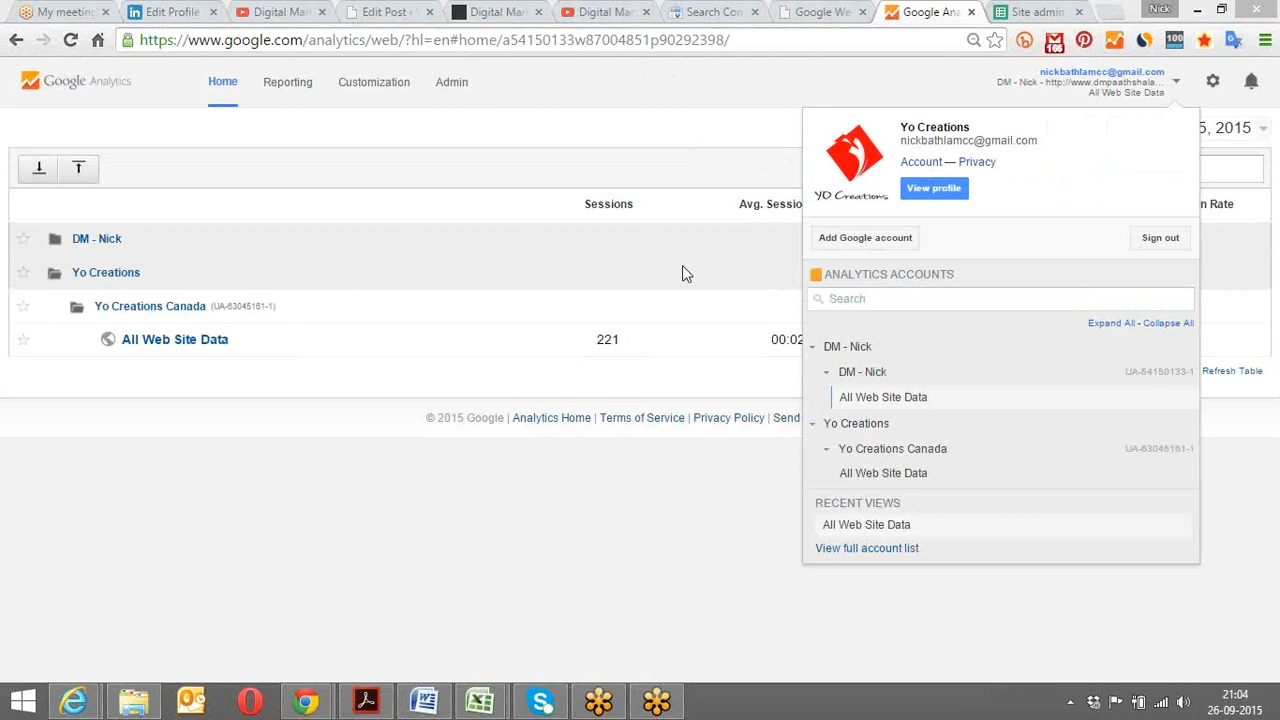 My meeting
Edit Profile
Digital Mar
Edit Post
Digital Ma
Digital Mar
Search Con
Google We
Google Ana
Site admin
Nick
https://www.google.com/analytics/web/?hl=en#home/a54150133w87004851p90292398/
166
100
Google Analytics
Home
Reporting
Customization
Admin
nickbathlamcc@gmail.com
DM - Nick - http://www.dmpaathshala...
All Web Site Data
5, 2015
Yo Creations
nickbathlamcc@gmail.com
Account — Privacy
View profile
YO Creations
Add Google account
Sign out
Sessions
Avg. Sessio
n Rate
DM - Nick
Yo Creations
Yo Creations Canada (UA-63045161-1)
All Web Site Data
221
00:02
ANALYTICS ACCOUNTS
Search
Expand All - Collapse All
DM - Nick
DM - Nick
UA-54150133-1
All Web Site Data
Yo Creations
Yo Creations Canada
UA-63045161-1
All Web Site Data
RECENT VIEWS
All Web Site Data
View full account list
Refresh Table
© 2015 Google | Analytics Home | Terms of Service | Privacy Policy | Send
21:04
26-09-2015